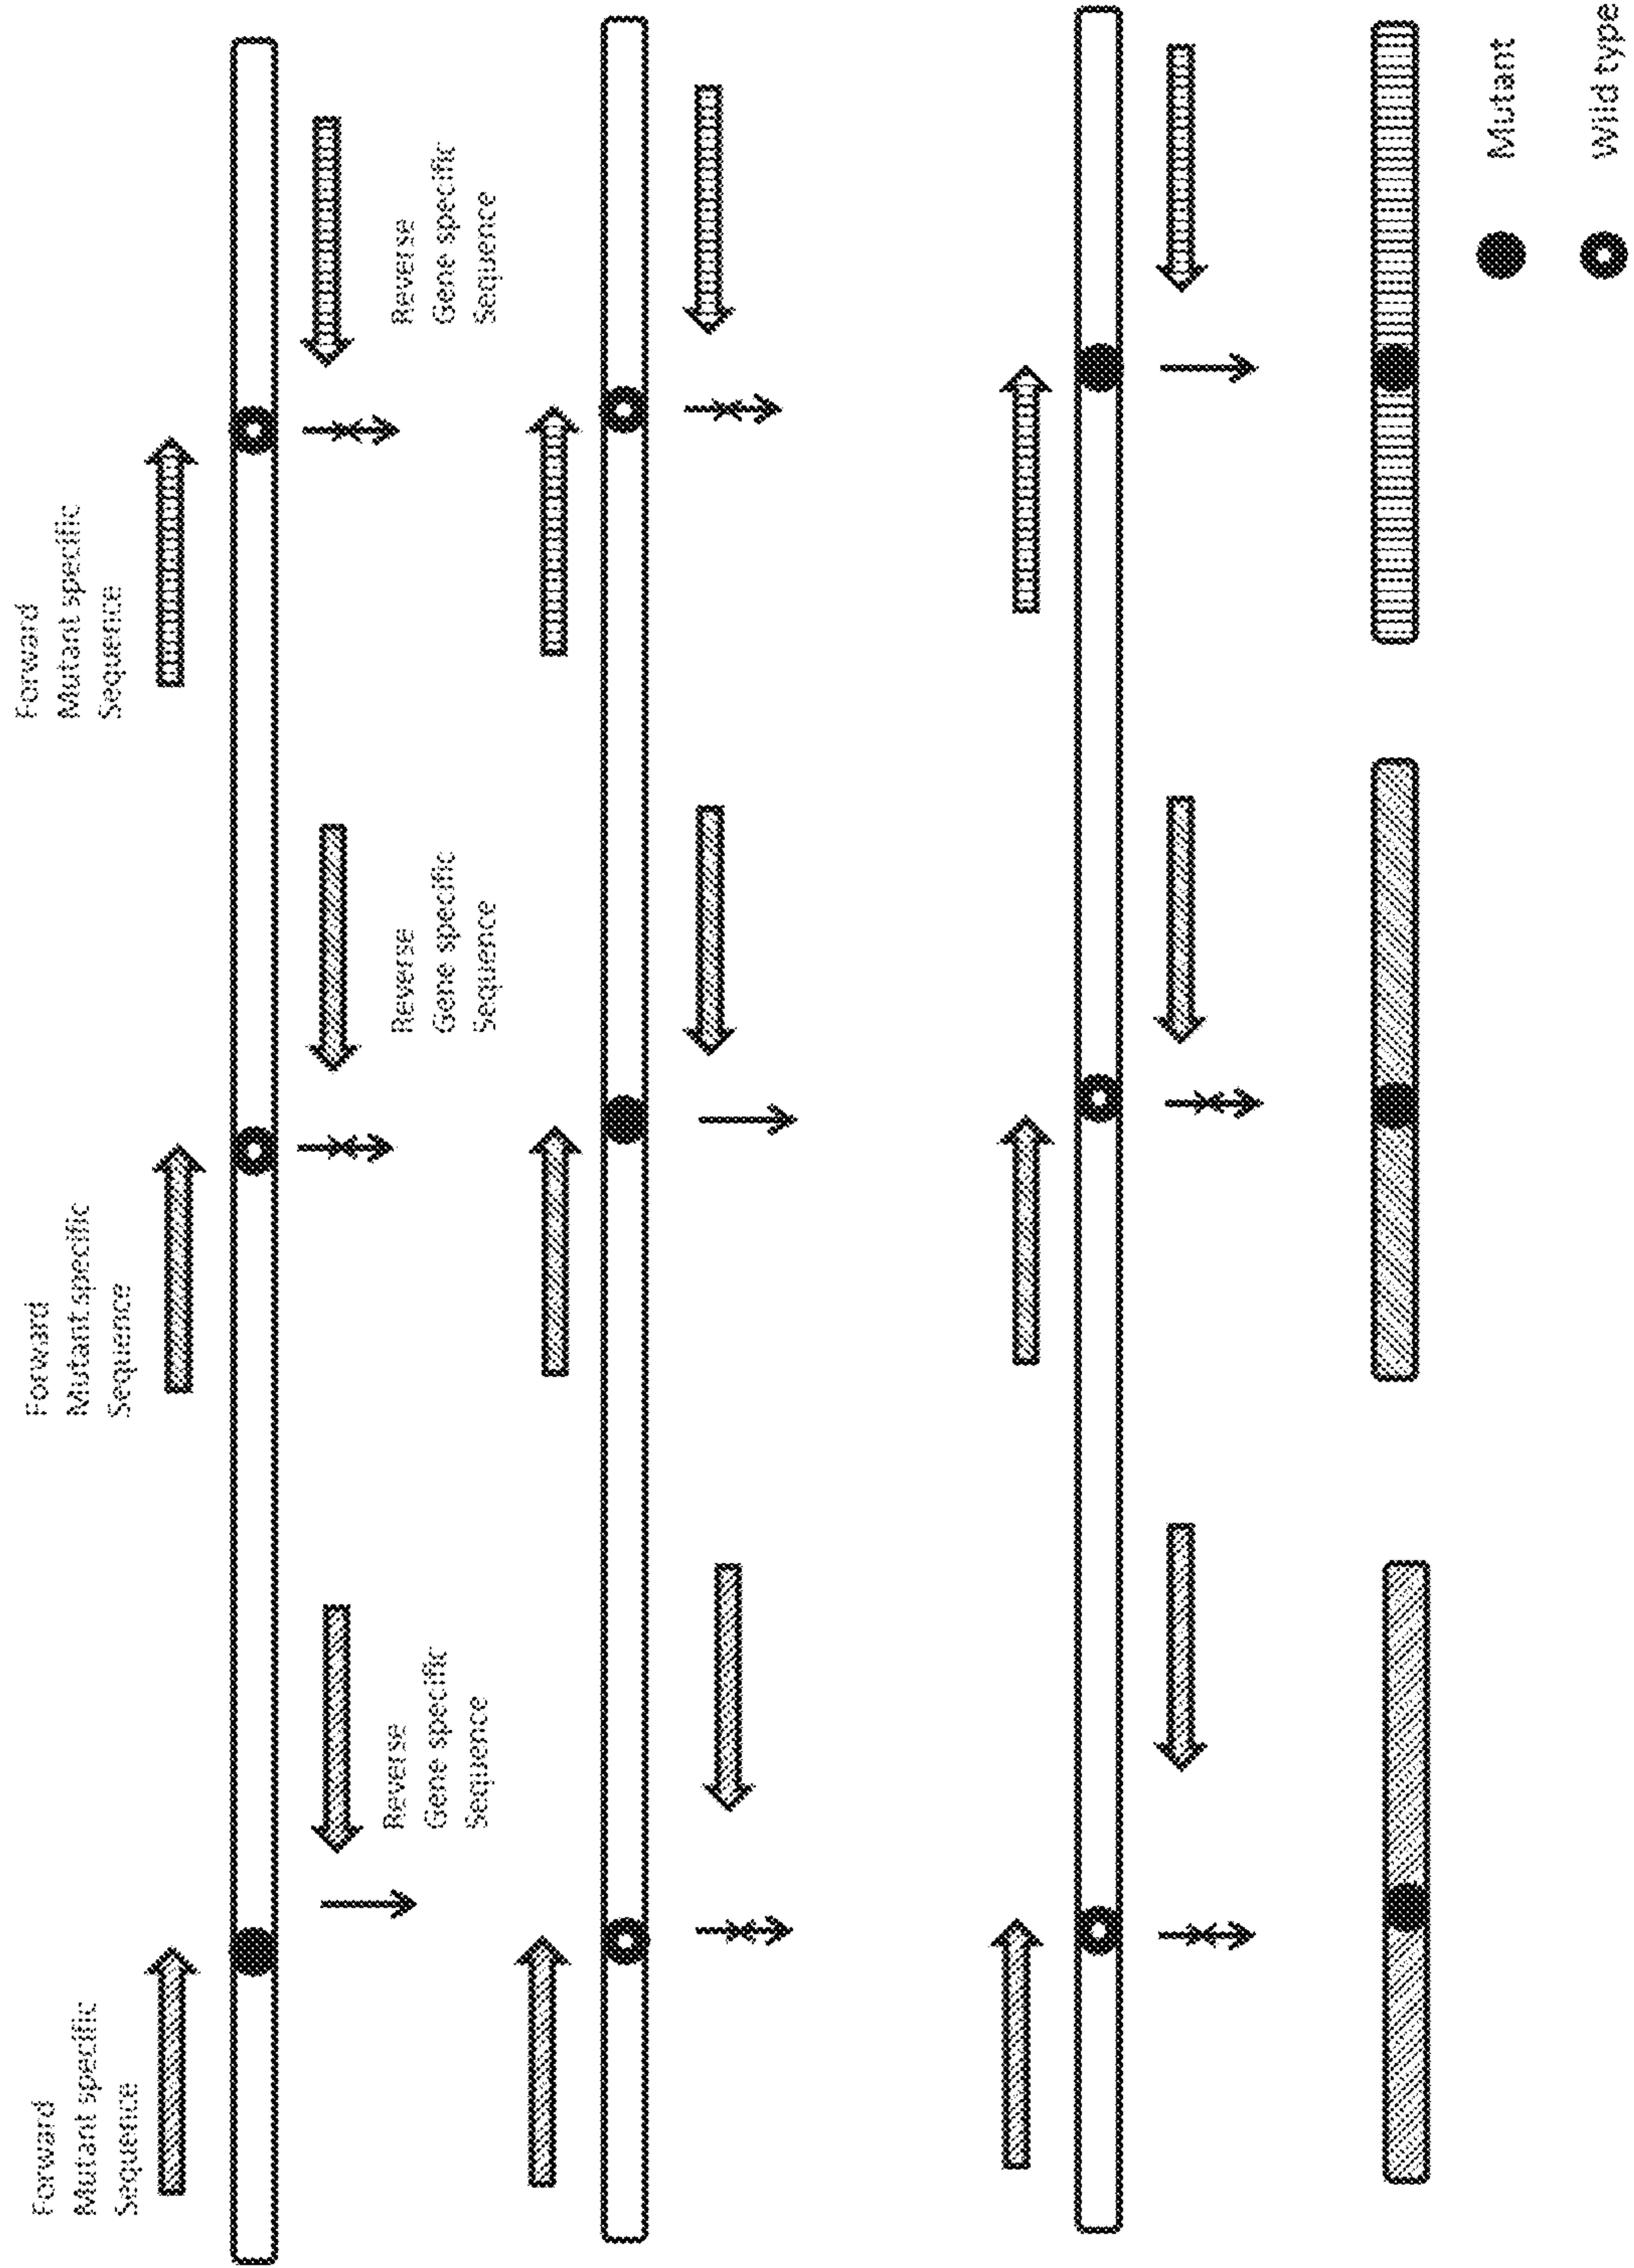 Forward
Mutant specific
Sequence
Forward
Mutant specific
Sequence
Forward
Mutant specific
Sequence
Reverse
Gene specific
Sequence
Reverse
Gene specific
Sequence
Reverse
Gene specific
Sequence
Mutant
Wild type